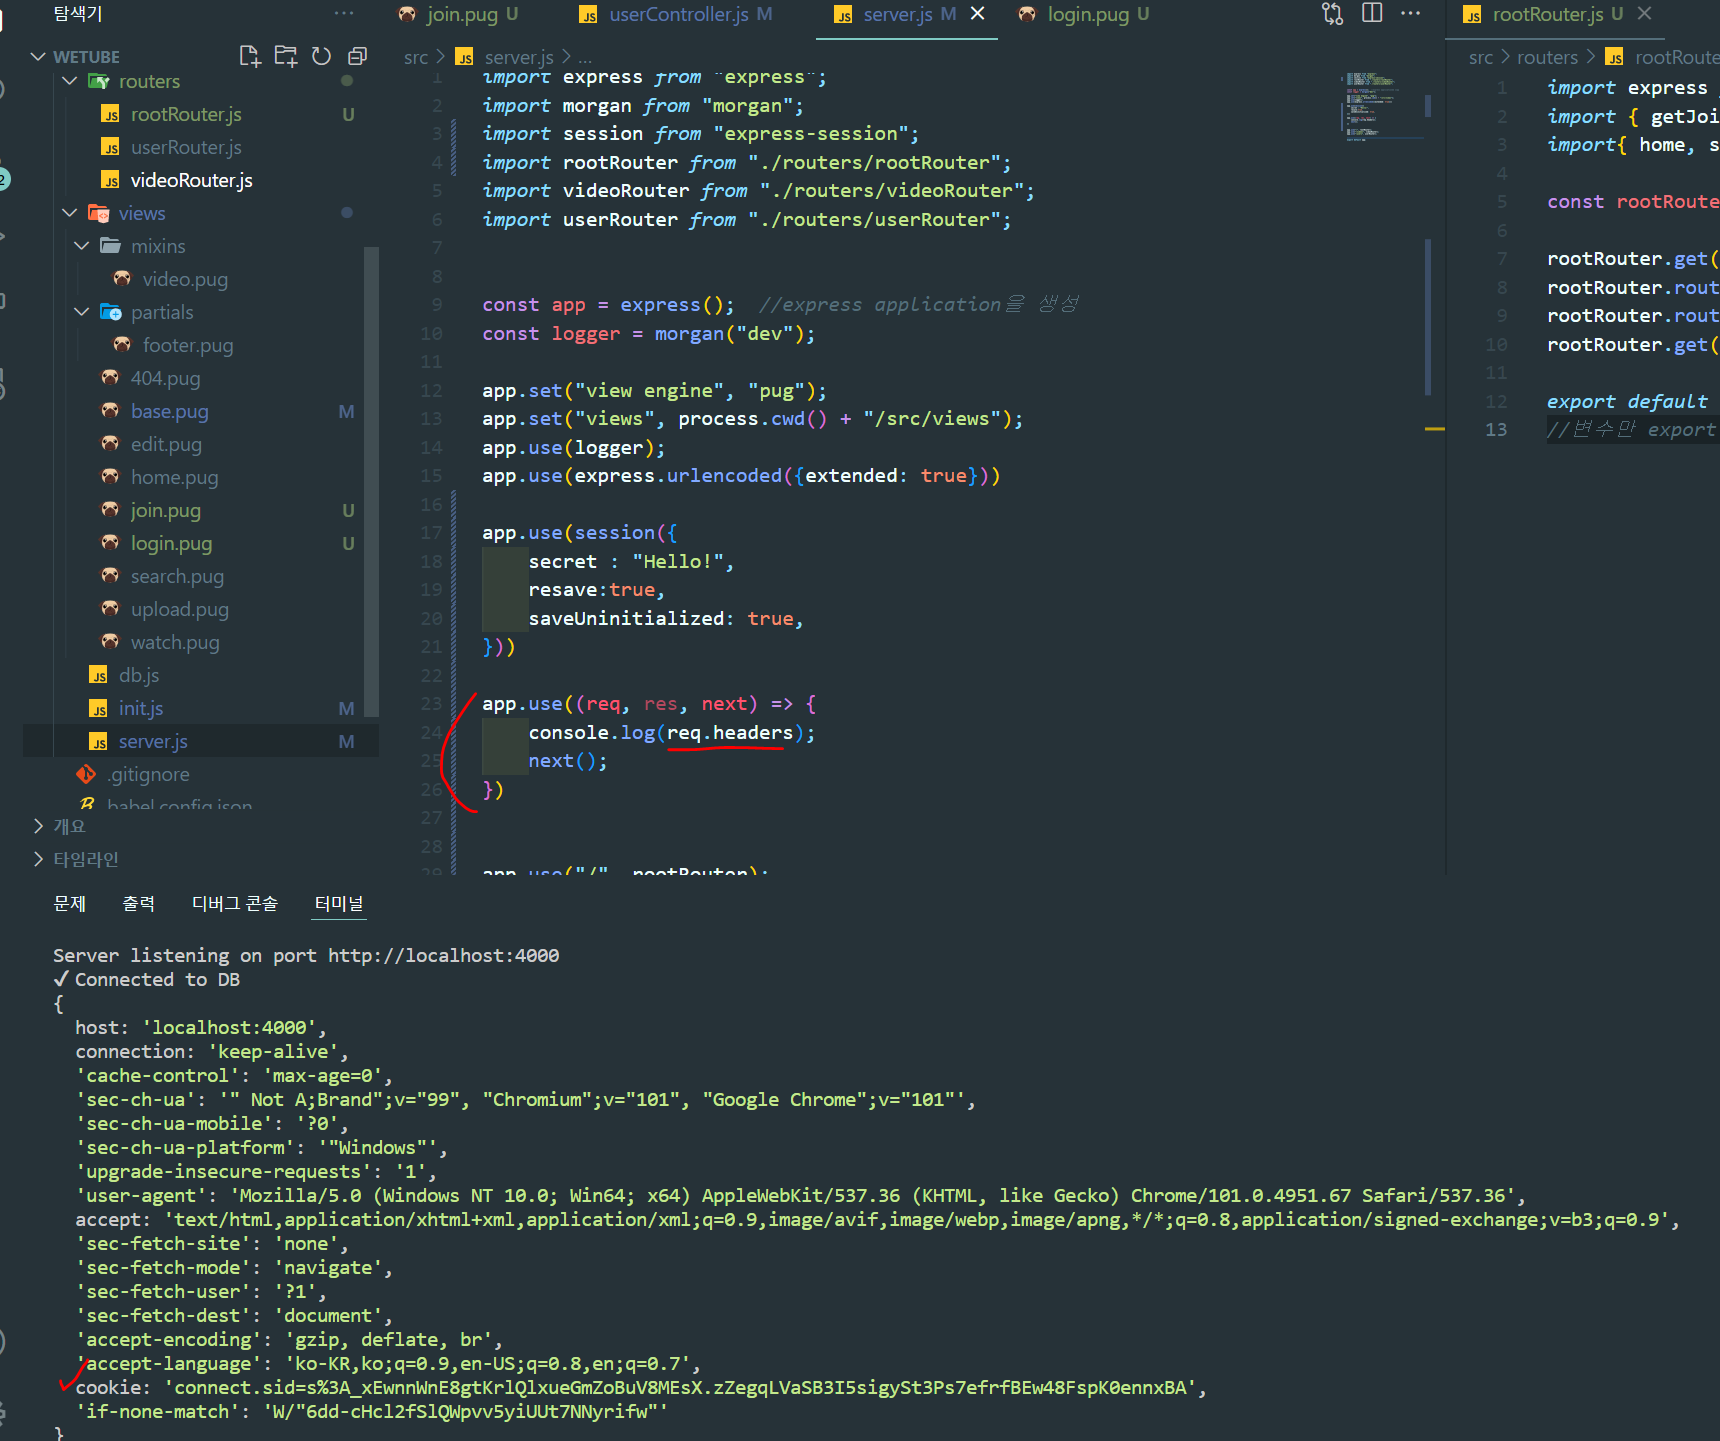 탐색기 ...
WETUBE
routers
rootRouter.js U
userRouter.js
videoRouter.js
views
mixins
video.pug
partials
footer.pug
404.pug
base.pug M
edit.pug
home.pug
join.pug U
login.pug U
search.pug
upload.pug
watch.pug
db.js
init.js M
server.js M
.gitignore
babel.config.json
개요
타임라인
join.pug U userController.js M server.js M login.pug U
src > server.js > ...
1 import express from "express";
2 import morgan from "morgan";
3 import session from "express-session";
4 import rootRouter from "./routers/rootRouter";
5 import videoRouter from "./routers/videoRouter";
6 import userRouter from "./routers/userRouter";
7
8
9 const app = express(); //express application을 생성
10 const logger = morgan("dev");
11
12 app.set("view engine", "pug");
13 app.set("views", process.cwd() + "/src/views");
14 app.use(logger);
15 app.use(express.urlencoded({extended: true}))
16
17 app.use(session({
18 secret : "Hello!",
19 resave:true,
20 saveUninitialized: true,
21 }))
22
23 app.use((req, res, next) => {
24 console.log(req.headers);
25 next();
26 })
27
28
29 app.use("/", rootRouter);
rootRouter.js U
src > routers > rootRoute
1 import express
2 import { getJoi
3 import{ home, s
4
5 const rootRoute
6
7 rootRouter.get(
8 rootRouter.rout
9 rootRouter.rout
10 rootRouter.get(
11
12 export default
13 //변수만 export
문제 출력 디버그 콘솔 터미널
Server listening on port http://localhost:4000
✓ Connected to DB
{
host: 'localhost:4000',
connection: 'keep-alive',
'cache-control': 'max-age=0',
'sec-ch-ua': '" Not A;Brand";v="99", "Chromium";v="101", "Google Chrome";v="101"',
'sec-ch-ua-mobile': '?0',
'sec-ch-ua-platform': '"Windows"',
'upgrade-insecure-requests': '1',
'user-agent': 'Mozilla/5.0 (Windows NT 10.0; Win64; x64) AppleWebKit/537.36 (KHTML, like Gecko) Chrome/101.0.4951.67 Safari/537.36',
accept: 'text/html,application/xhtml+xml,application/xml;q=0.9,image/avif,image/webp,image/apng,*/*;q=0.8,application/signed-exchange;v=b3;q=0.9',
'sec-fetch-site': 'none',
'sec-fetch-mode': 'navigate',
'sec-fetch-user': '?1',
'sec-fetch-dest': 'document',
'accept-encoding': 'gzip, deflate, br',
'accept-language': 'ko-KR,ko;q=0.9,en-US;q=0.8,en;q=0.7',
cookie: 'connect.sid=s%3A_xEwnnWnE8gtKrlQlxueGmZoBuV8MEsX.zZegqLVaSB3I5sigySt3Ps7efrfBEw48FspK0ennxBA',
'if-none-match': 'W/"6dd-cHcl2fSlQWpvv5yiUUt7NNyrifw"'
}